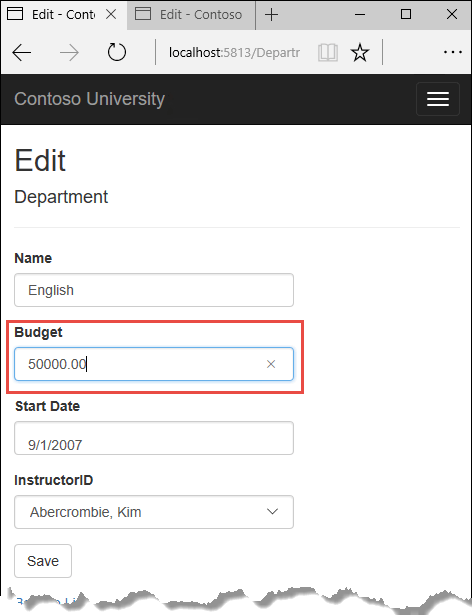 Edit - Conto
Edit - Contoso
localhost:5813/Departr
Contoso University
Edit
Department
Name
English
Budget
50000.00
Start Date
9/1/2007
InstructorID
Abercrombie, Kim
Save